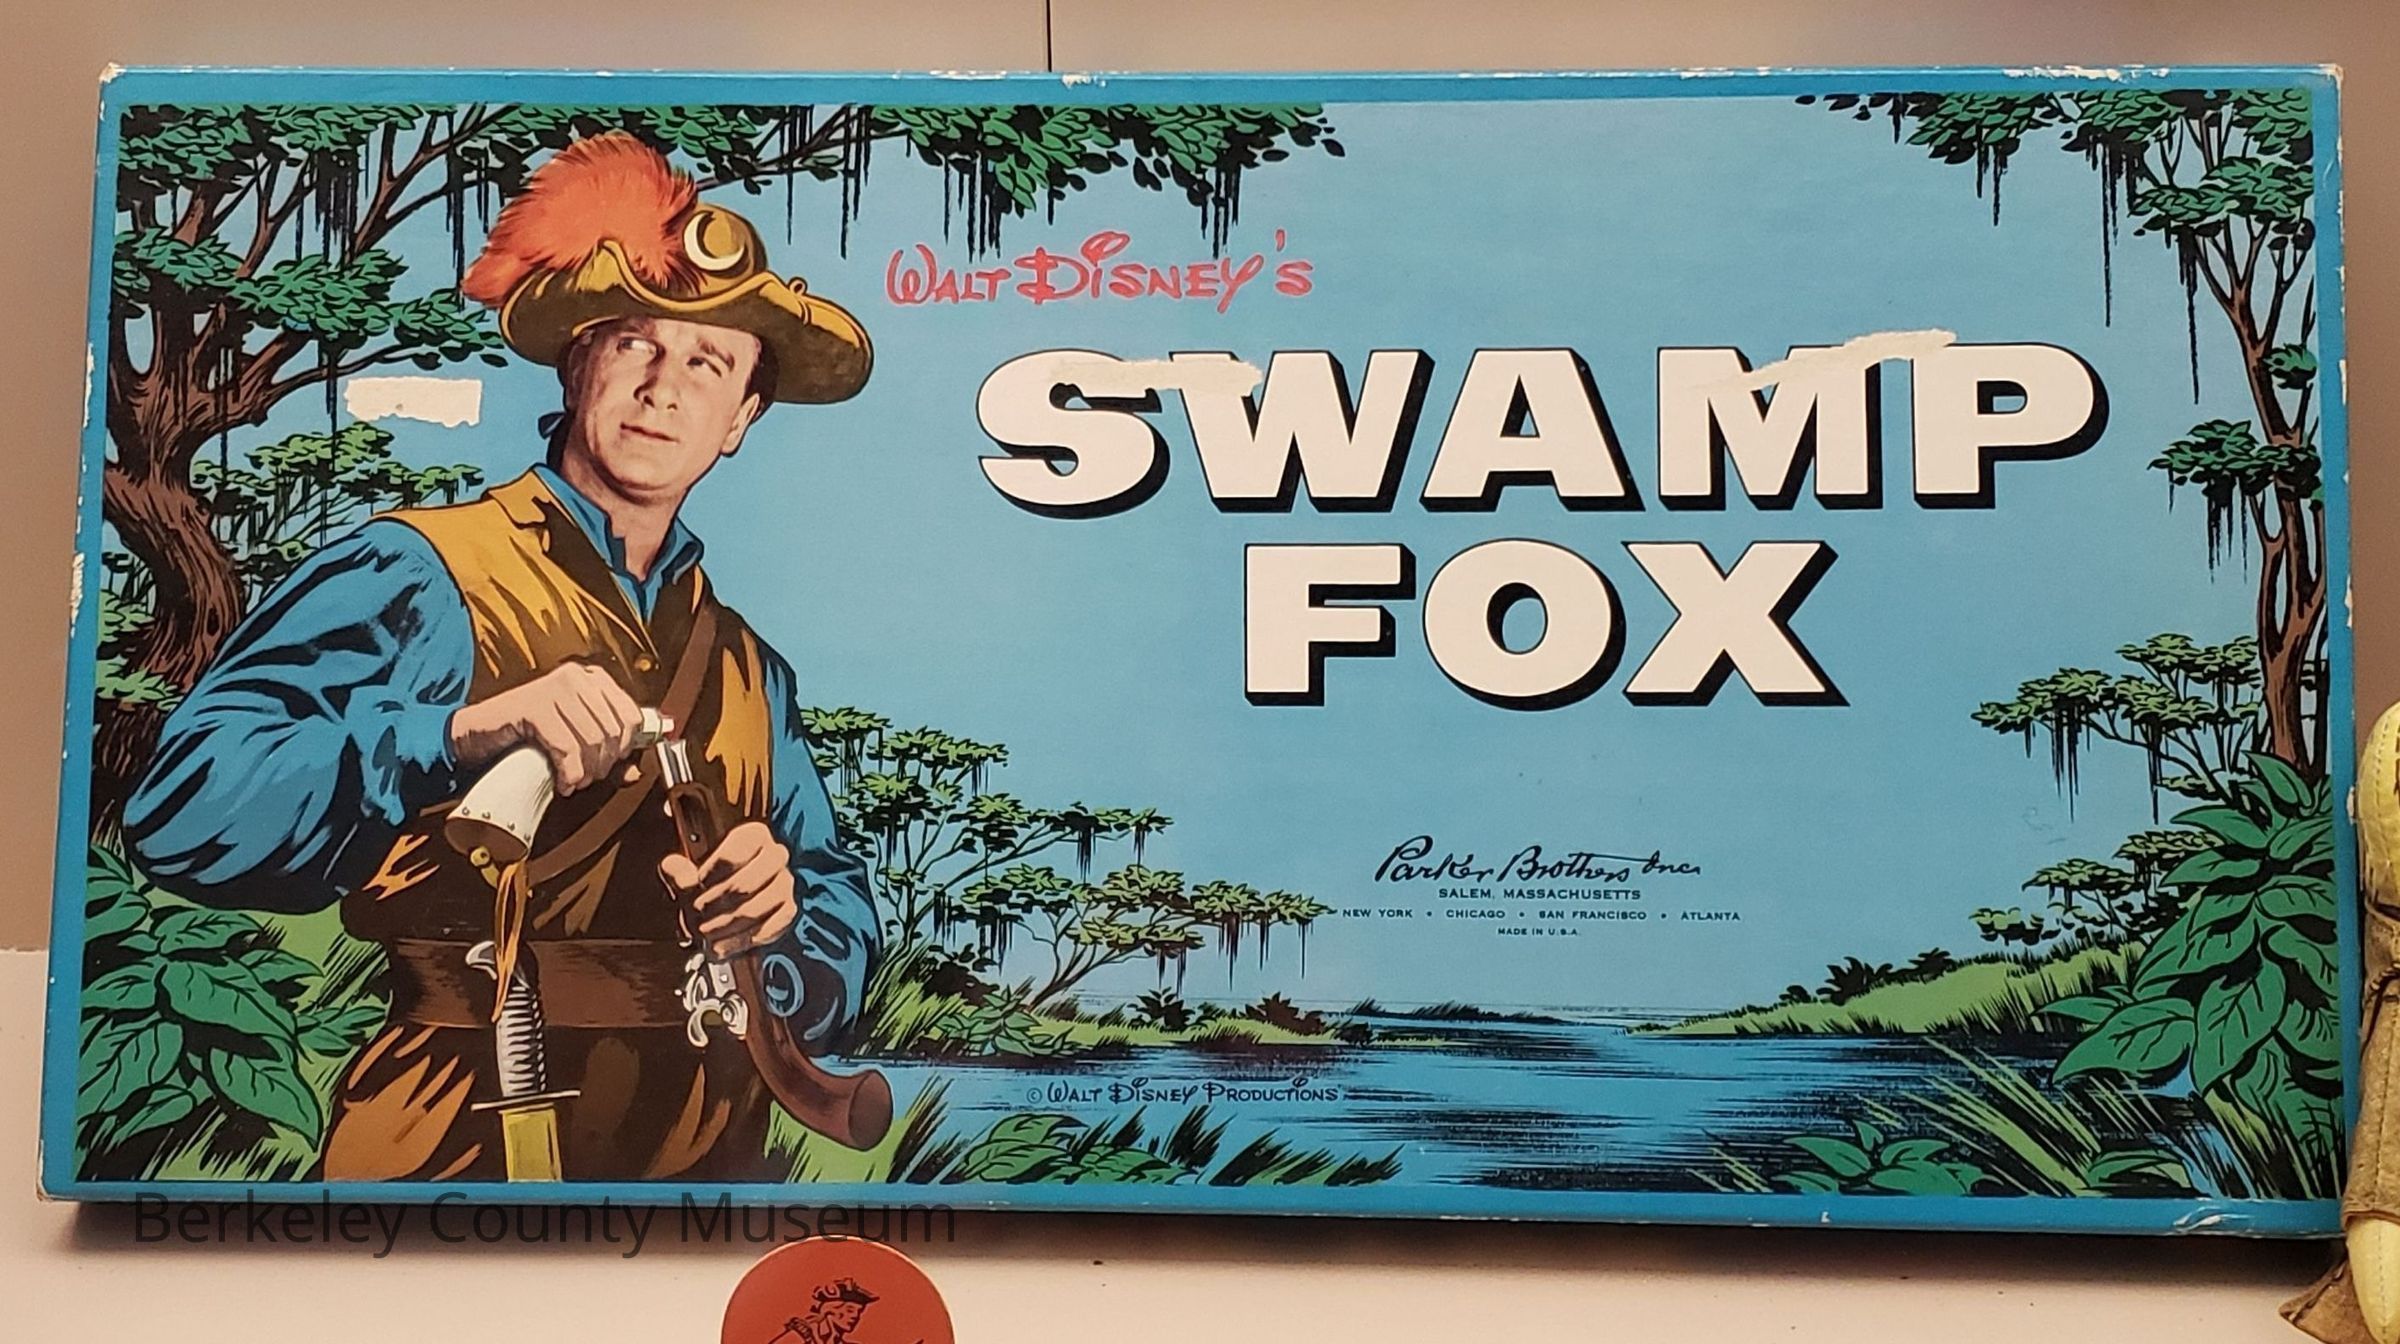 WALT DISNEY'S
SWAMP
FOX
Parker Brothers Inc.
SALEM, MASSACHUSETTS
NEW YORK • CHICAGO • SAN FRANCISCO • ATLANTA
MADE IN U.S.A.
© WALT DISNEY PRODUCTIONS
Berkeley County Museum